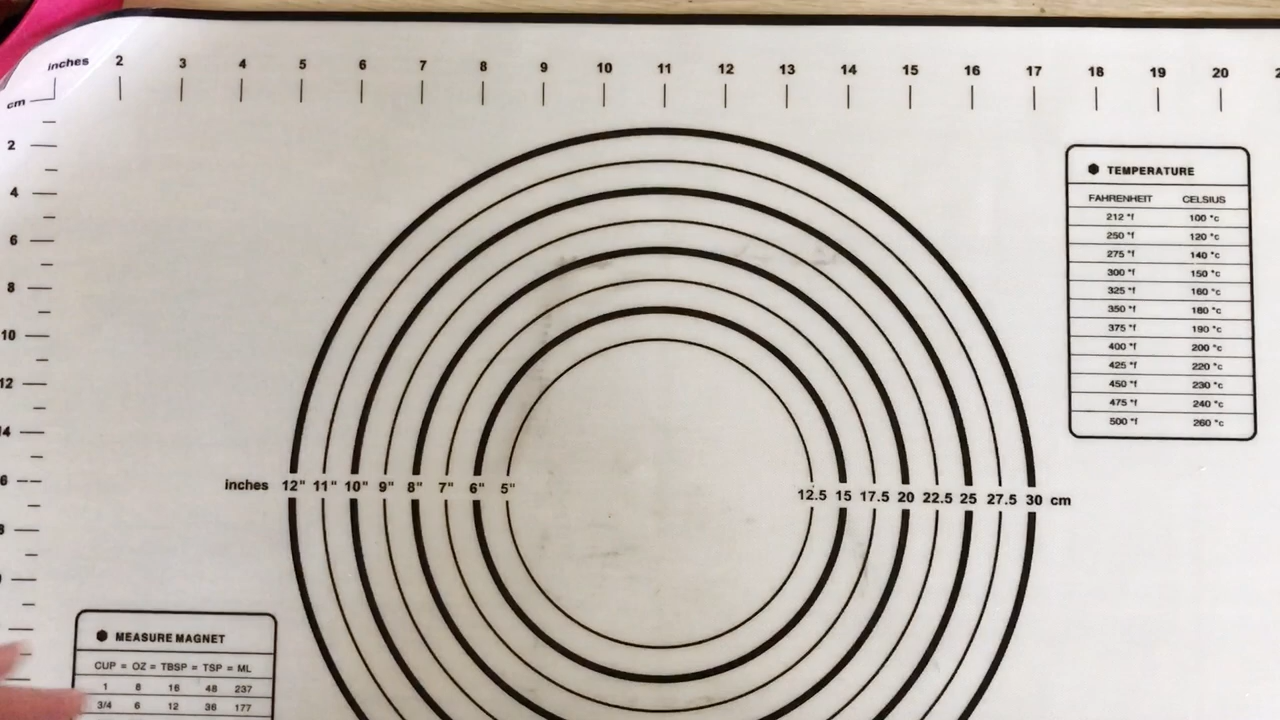 inches 2 3 4 5 6 7 8 9 10 11 12 13 14 15 16 17 18 19 20
cm
2
4
6
8
10
12
14
TEMPERATURE
FAHRENHEIT CELSIUS
212 °f 100 °c
250 °f 120 °c
275 °f 140 °c
300 °f 150 °c
325 °f 160 °c
350 °f 180 °c
375 °f 190 °c
400 °f 200 °c
425 °f 220 °c
450 °f 230 °c
475 °f 240 °c
500 °f 260 °c
inches 12" 11" 10" 9" 8" 7" 6" 5" 12.5 15 17.5 20 22.5 25 27.5 30 cm
MEASURE MAGNET
CUP = OZ = TBSP = TSP = ML
1 8 16 48 237
3/4 6 12 36 177